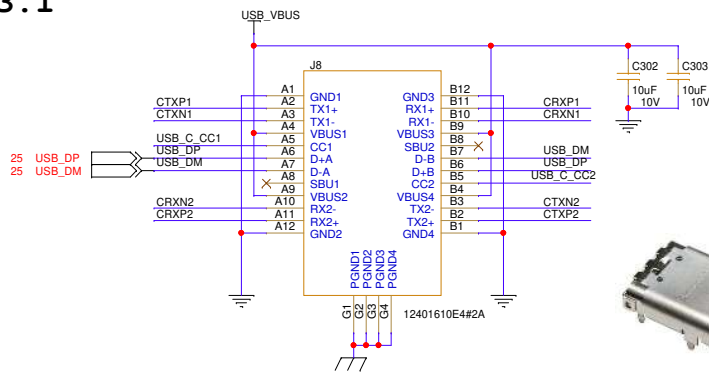 3.1
USB_VBUS
J8
C302
C303
10uF
10V
10uF
10V
A1
GND1
GND3
B12
CTXP1
A2
TX1+
RX1+
B11
CRXP1
CTXN1
A3
TX1-
RX1-
B10
CRXN1
A4
VBUS1
VBUS3
B9
USB_C_CC1
A5
CC1
SBU2
B8
25
USB_DP
USB_DP
A6
D+A
D-B
B7
USB_DM
25
USB_DM
USB_DM
A7
D-A
D+B
B6
USB_DP
A8
SBU1
CC2
B5
USB_C_CC2
A9
VBUS2
VBUS4
B4
CRXN2
A10
RX2-
TX2-
B3
CTXN2
CRXP2
A11
RX2+
TX2+
B2
CTXP2
A12
GND2
GND4
B1
PGND1
PGND2
PGND3
PGND4
G1
G2
G3
G4
12401610E4#2A